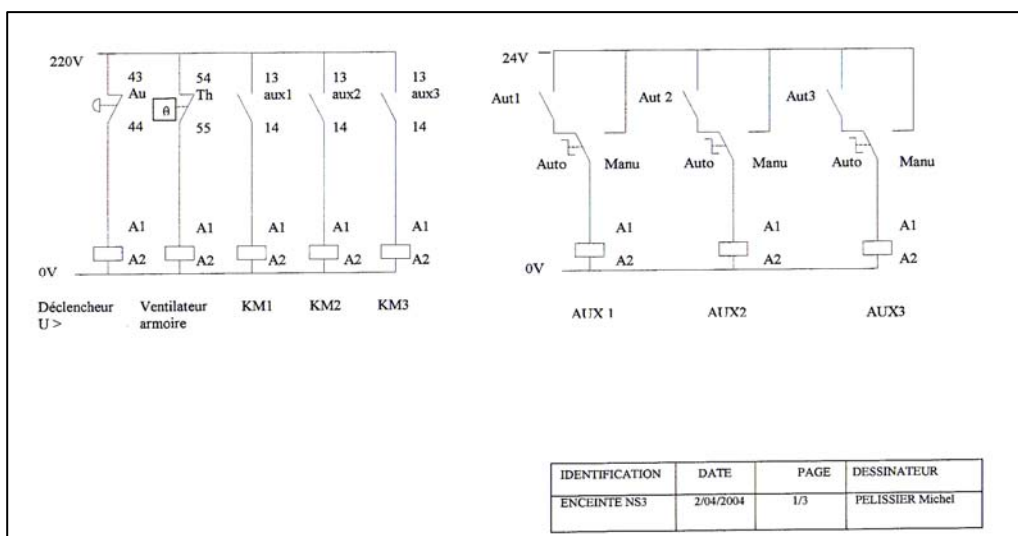 220V
43 54 13 13 13
Au Th aux1 aux2 aux3
θ
44 55 14 14 14
A1 A1 A1 A1 A1
A2 A2 A2 A2 A2
0V
Déclencheur Ventilateur KM1 KM2 KM3
U > armoire
24V
Aut1 Aut 2 Aut3
Auto Manu Auto Manu Auto Manu
A1 A1 A1
A2 A2 A2
0V
AUX 1 AUX2 AUX3
IDENTIFICATION DATE PAGE DESSINATEUR
ENCEINTE NS3 2/04/2004 1/3 PELISSIER Michel